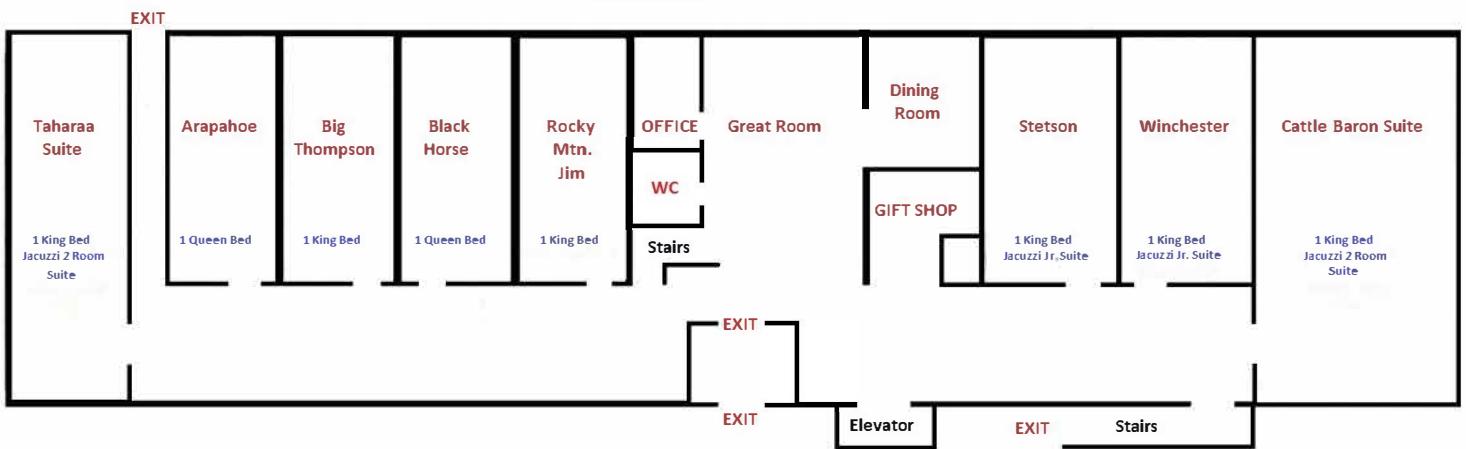 EXIT
Taharaa
Suite
1 King Bed
Jacuzzi 2 Room
Suite
Arapahoe
1 Queen Bed
Big
Thompson
1 King Bed
Black
Horse
1 Queen Bed
Rocky
Mtn.
Jim
1 King Bed
OFFICE
WC
Stairs
Great Room
Dining
Room
GIFT SHOP
Stetson
1 King Bed
Jacuzzi Jr. Suite
Winchester
1 King Bed
Jacuzzi Jr. Suite
Cattle Baron Suite
1 King Bed
Jacuzzi 2 Room
Suite
EXIT
EXIT
Elevator
EXIT
Stairs